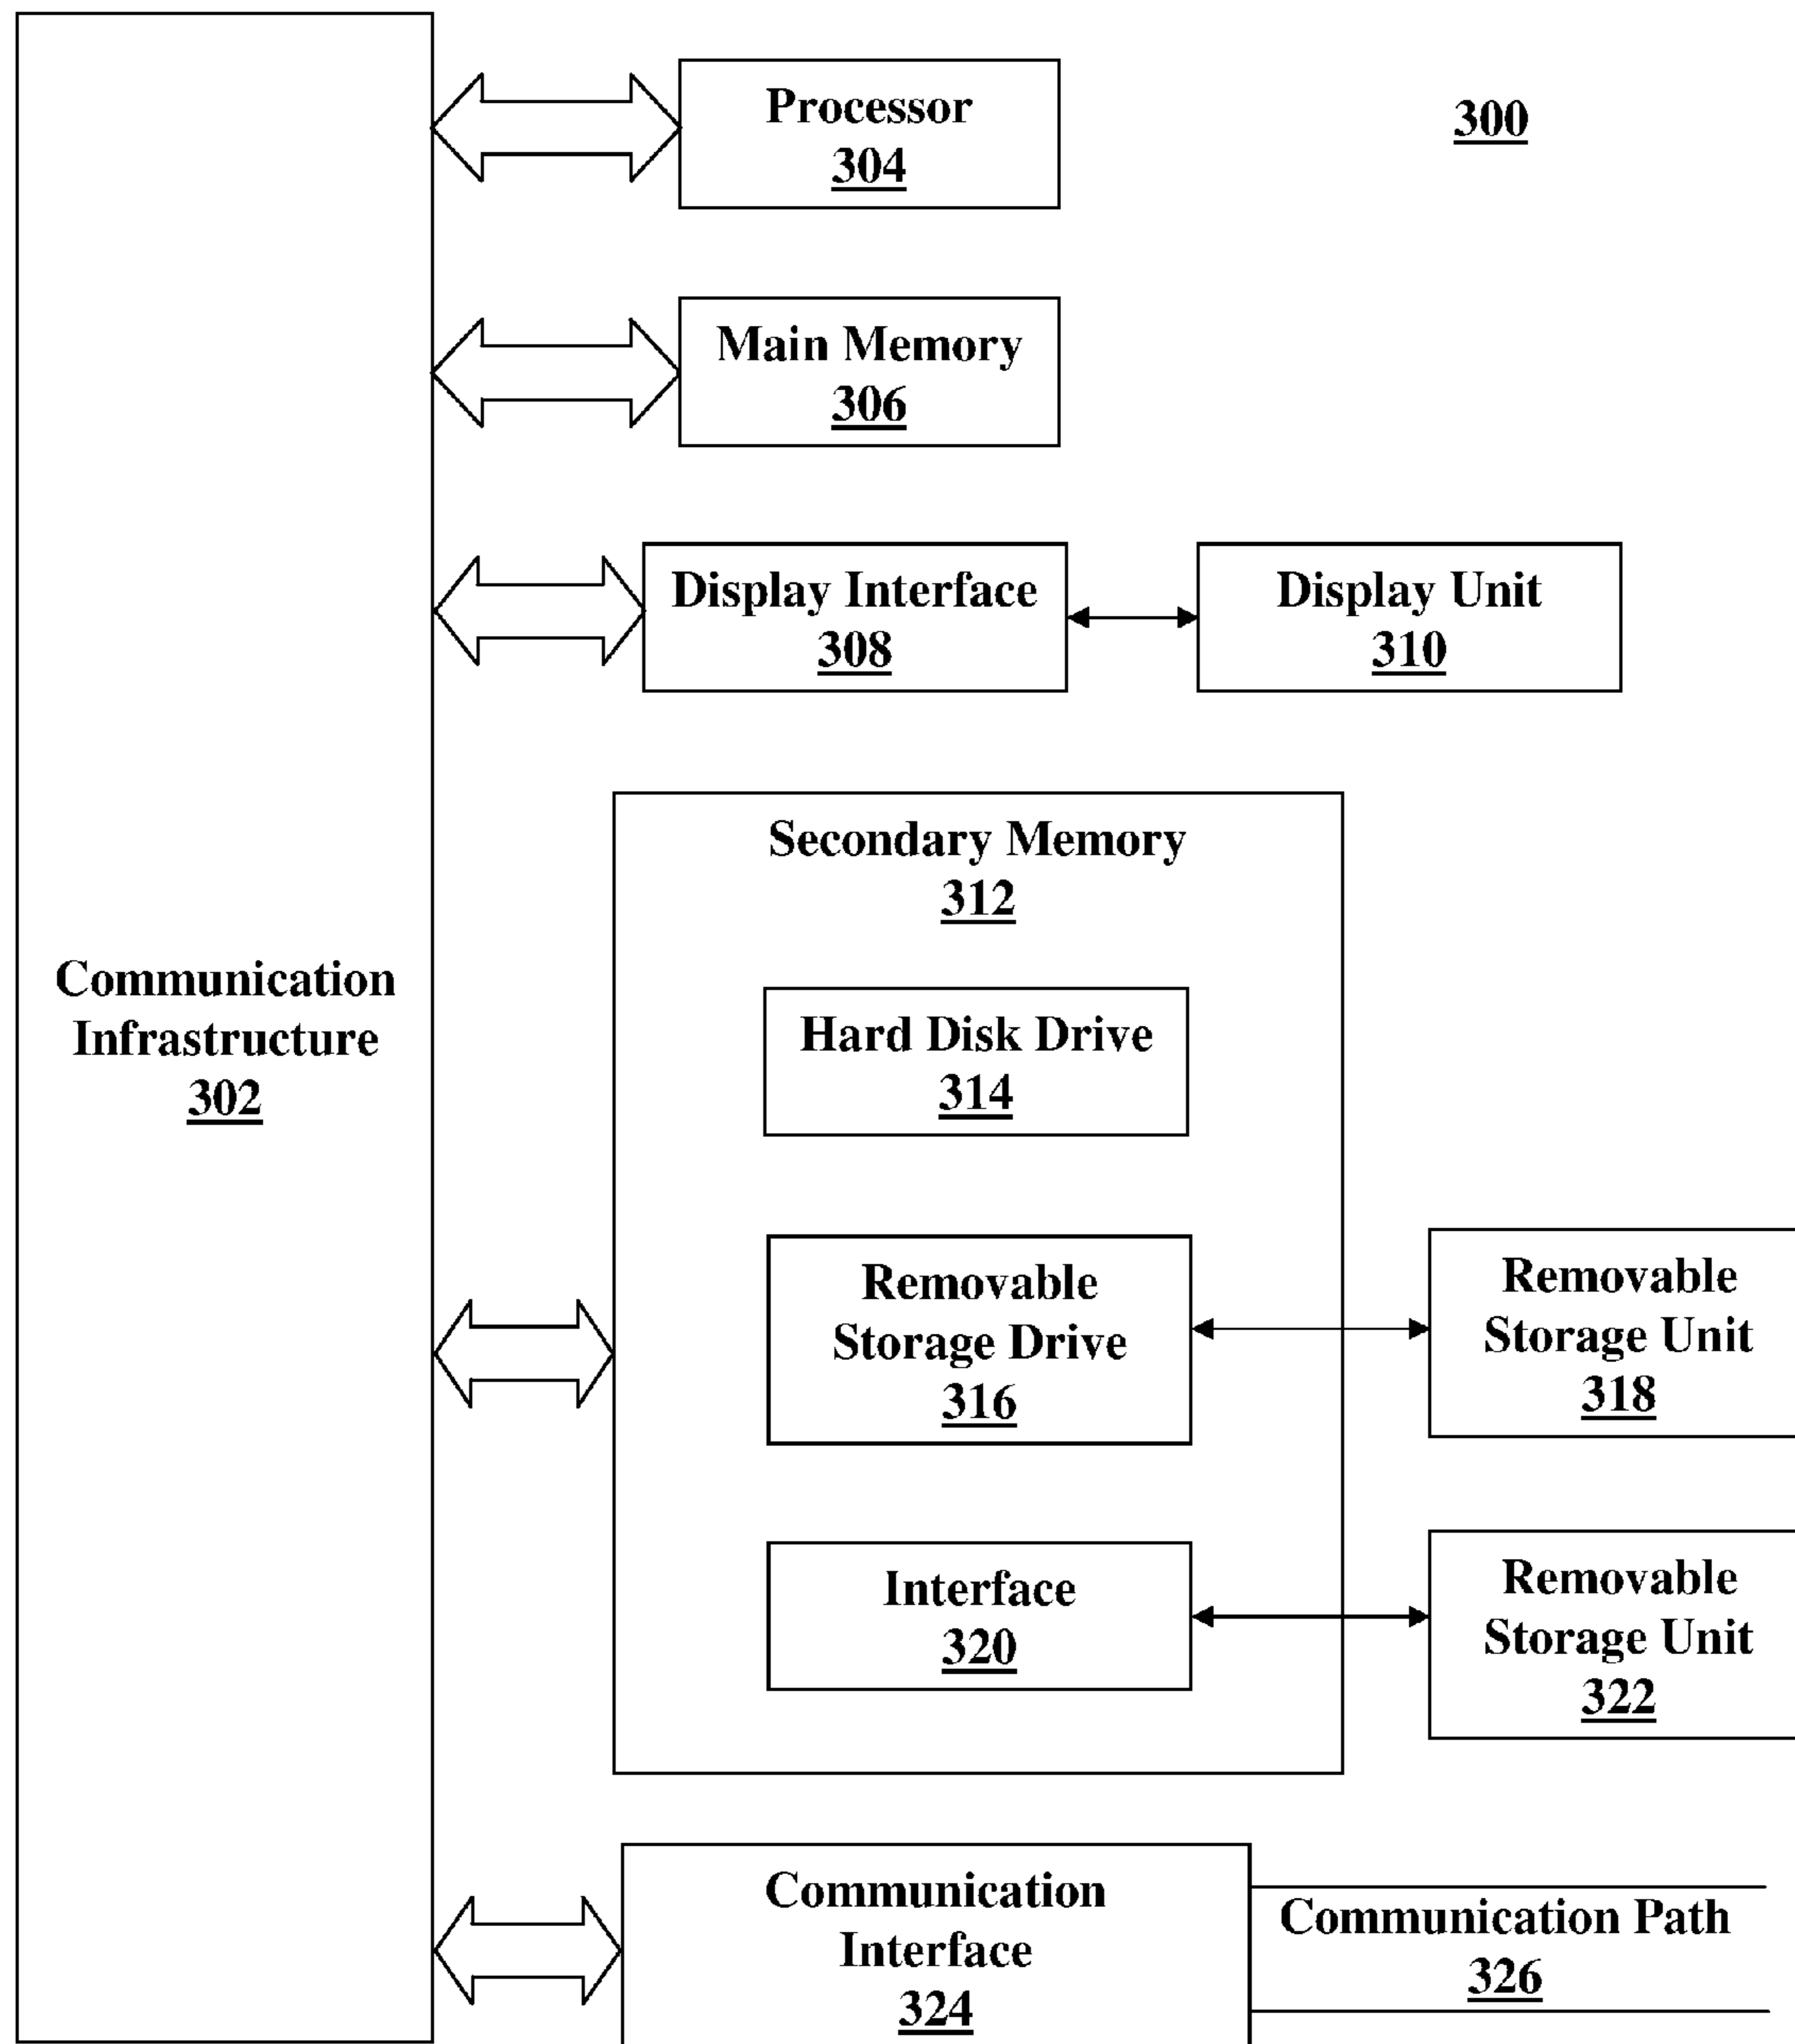 Processor
304
300
Main Memory
306
Display Interface
308
Display Unit
310
Secondary Memory
312
Communication
Infrastructure
302
Hard Disk Drive
314
Removable
Storage Drive
316
Removable
Storage Unit
318
Interface
320
Removable
Storage Unit
322
Communication
Interface
324
Communication Path
326